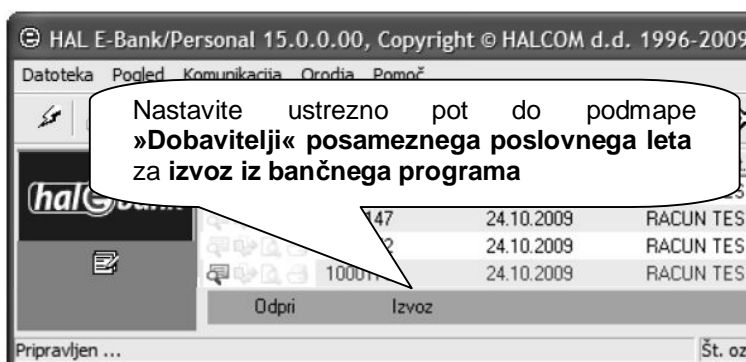 HAL E-Bank/Personal 15.0.0.00, Copyright © HALCOM d.d. 1996-2009
Datoteka Pogled Komunikacija Orodja Pomoč
Nastavite ustrezno pot do podmape
»Dobavitelji« posameznega poslovnega leta
za izvoz iz bančnega programa
hal
147 24.10.2009 RACUN TES
2 24.10.2009 RACUN TES
24.10.2009 RACUN TES
Odpri Izvoz
Pripravljen ... Št. oz